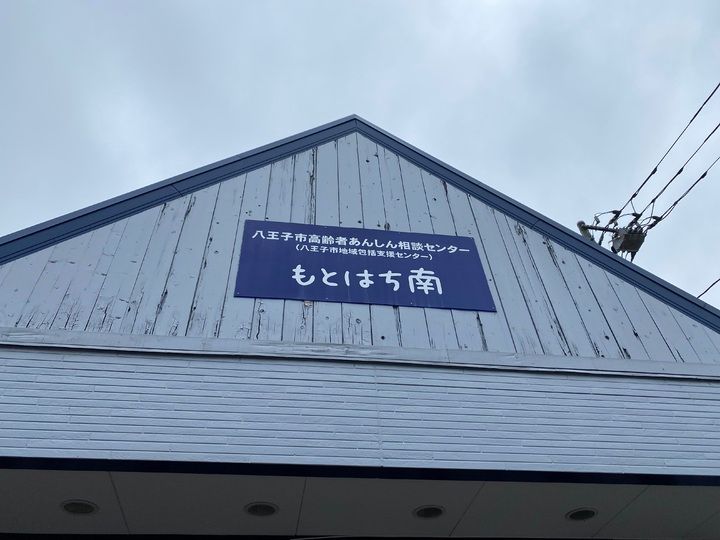 八王子市高齢者あんしん相談センター
(八王子市地域包括支援センター)
もとはち南